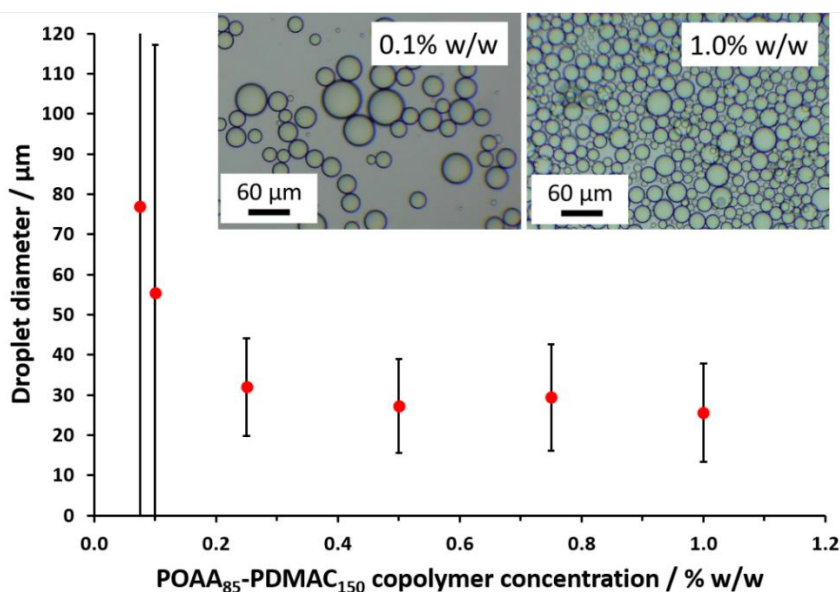 120
110
100
90
80
70
60
50
40
30
20
10
0
Droplet diameter / µm
0.1% w/w
60 µm
1.0% w/w
60 µm
0.0 0.2 0.4 0.6 0.8 1.0 1.2
POAA₈₅-PDMAC₁₅₀ copolymer concentration / % w/w